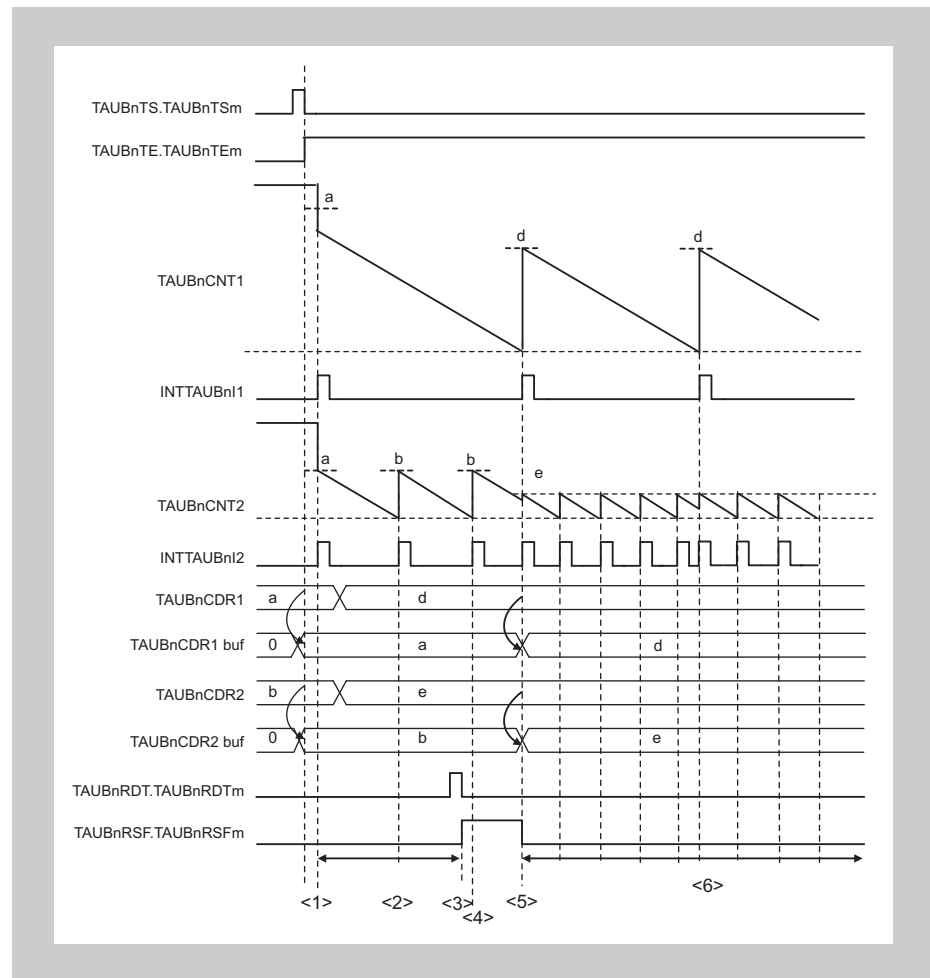 TAUBnTS.TAUBnTSm
TAUBnTE.TAUBnTEm
a
d d
TAUBnCNT1
INTTAUBnI1
a b b e
TAUBnCNT2
INTTAUBnI2
TAUBnCDR1 a d
TAUBnCDR1 buf 0 a d
TAUBnCDR2 b e
TAUBnCDR2 buf 0 b e
TAUBnRDT.TAUBnRDTm
TAUBnRSF.TAUBnRSFm
<1> <2> <3> <4> <5> <6>